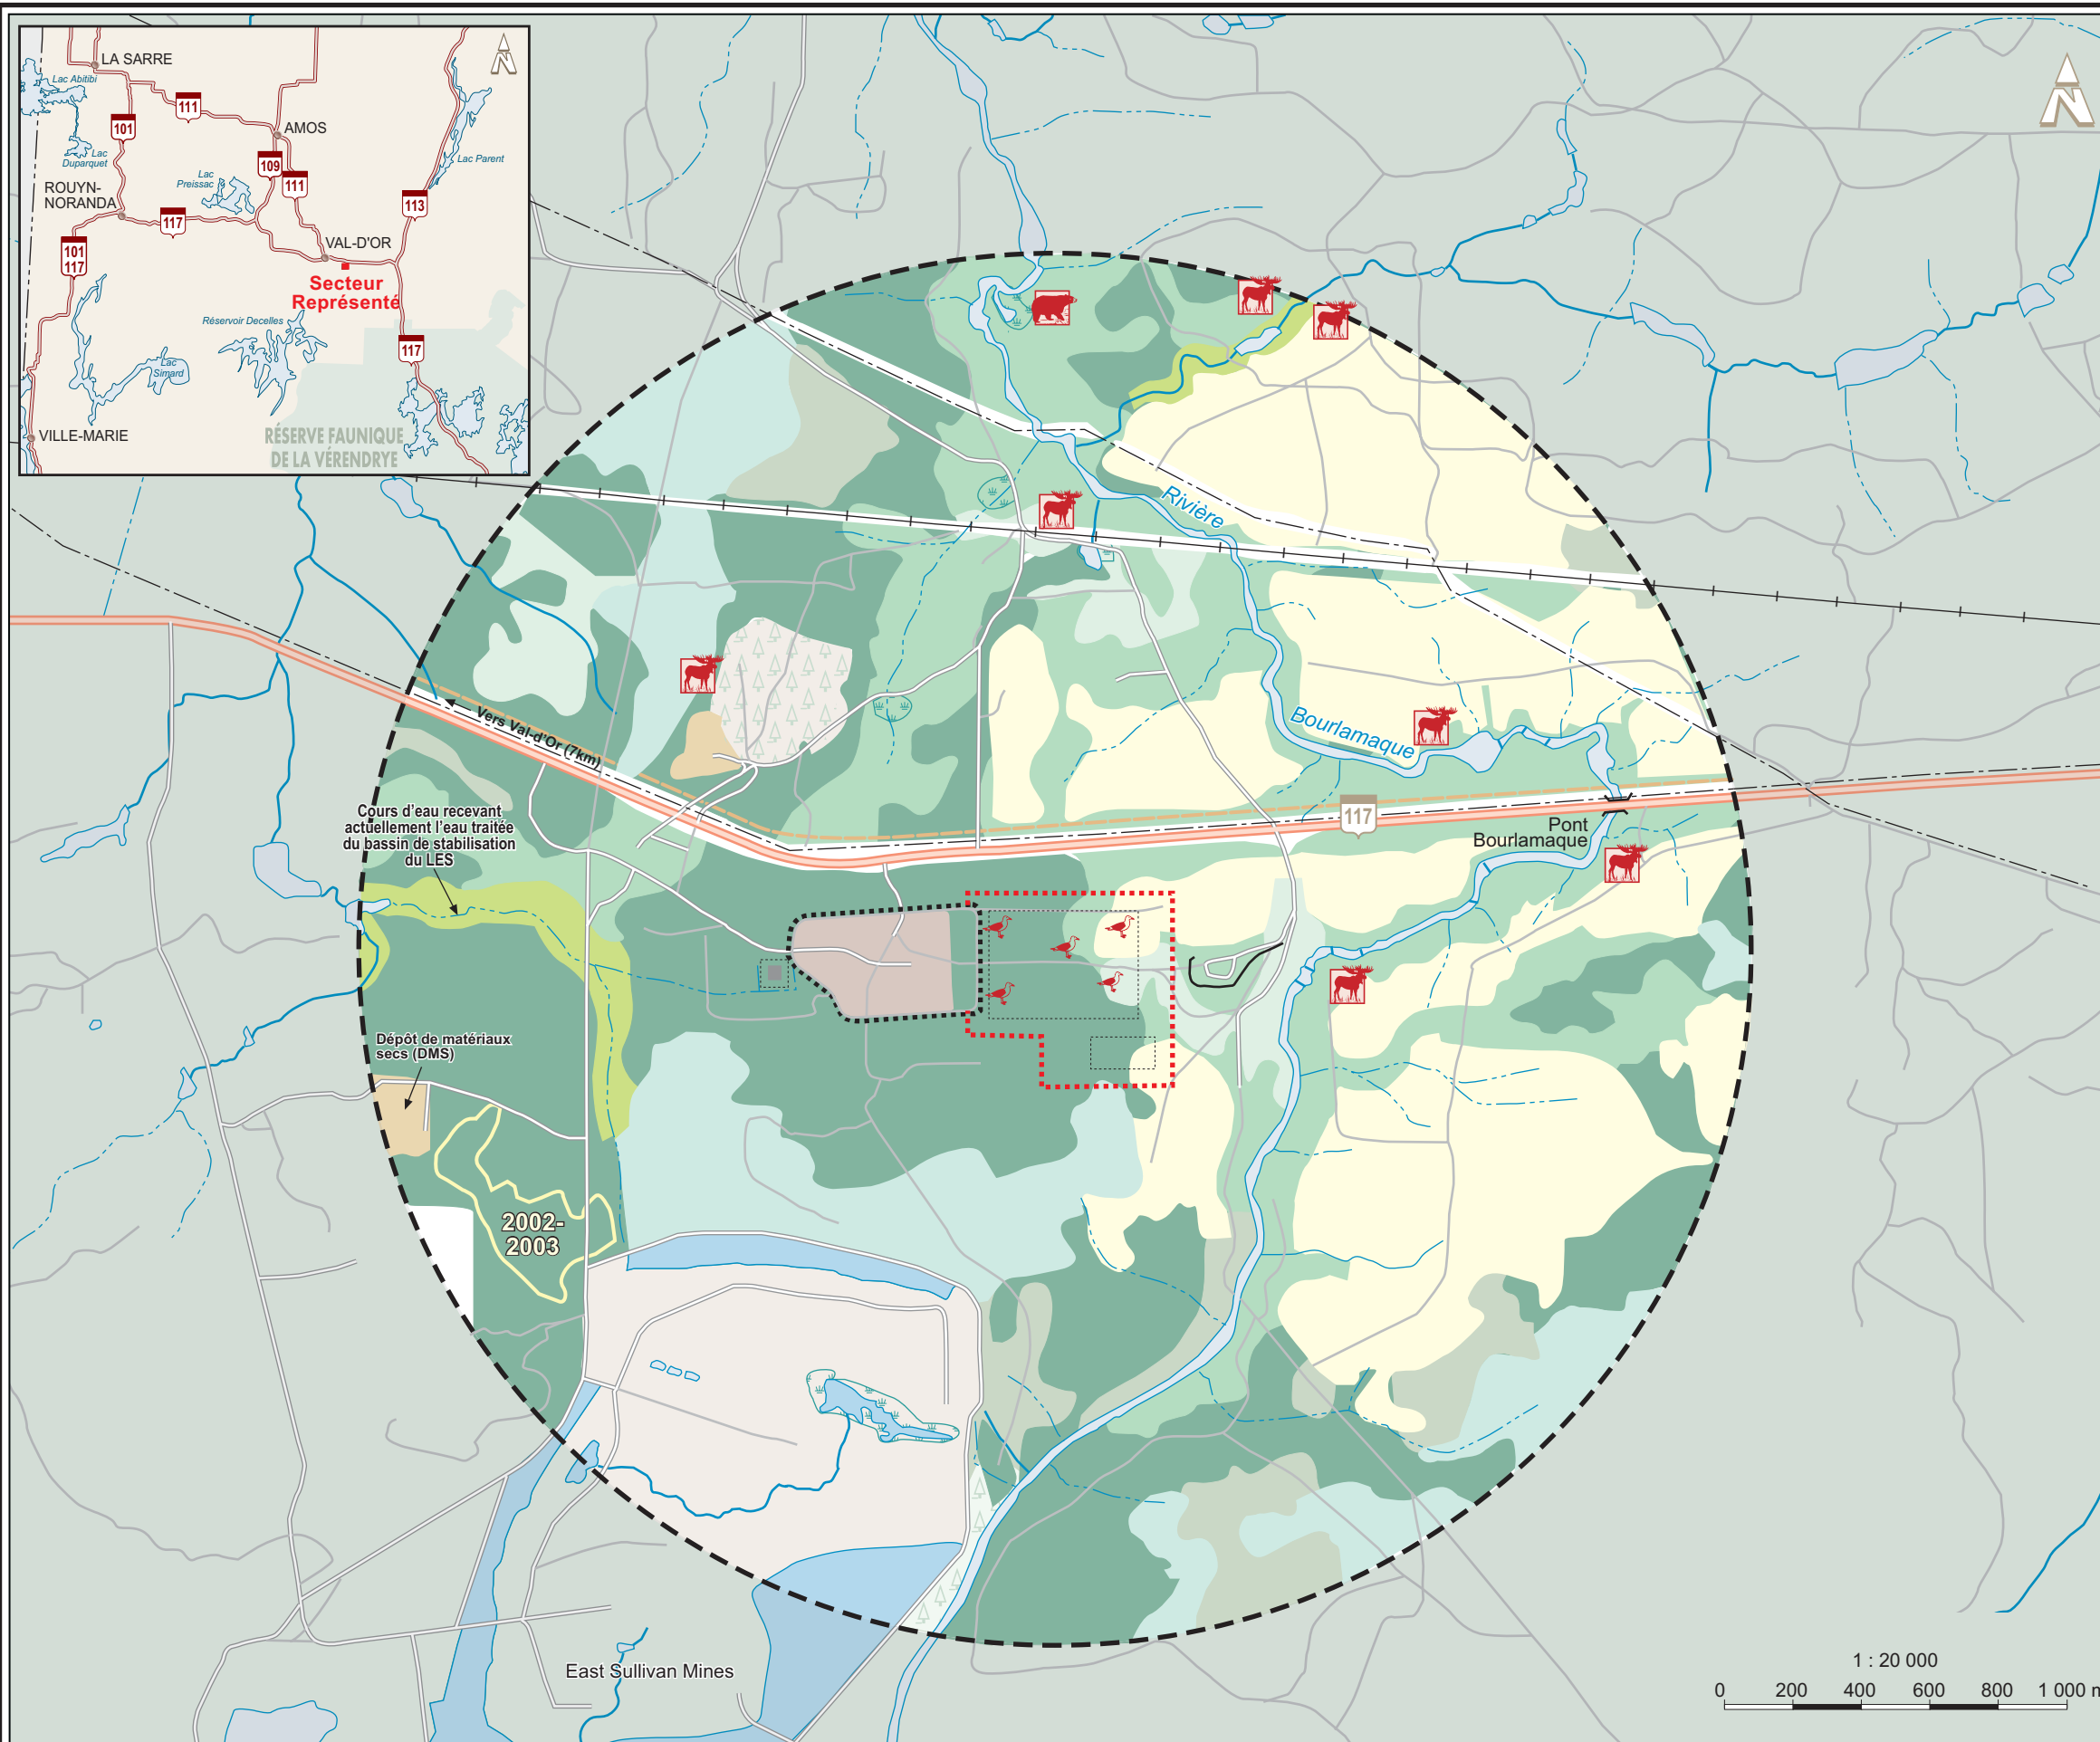 LA SARRE
Lac Abitibi
111
101
AMOS
Lac
Duparquet
109
Lac Parent
Lac
Preissac
111
ROUYN-
NORANDA
113
117
VAL-D'OR
101
117
Secteur
Représenté
Réservoir Decelles
117
Lac
Simard
VILLE-MARIE
RÉSERVE FAUNIQUE
DE LA VÉRENDRYE
N
N
Rivière
Bourlamaque
Vers Val-d'Or (7km)
117
Pont
Bourlamaque
Cours d'eau recevant
actuellement l'eau traitée
du bassin de stabilisation
du LES
Dépôt de matériaux
secs (DMS)
2002-
2003
East Sullivan Mines
1 : 20 000
0 200 400 600 800 1 000 m